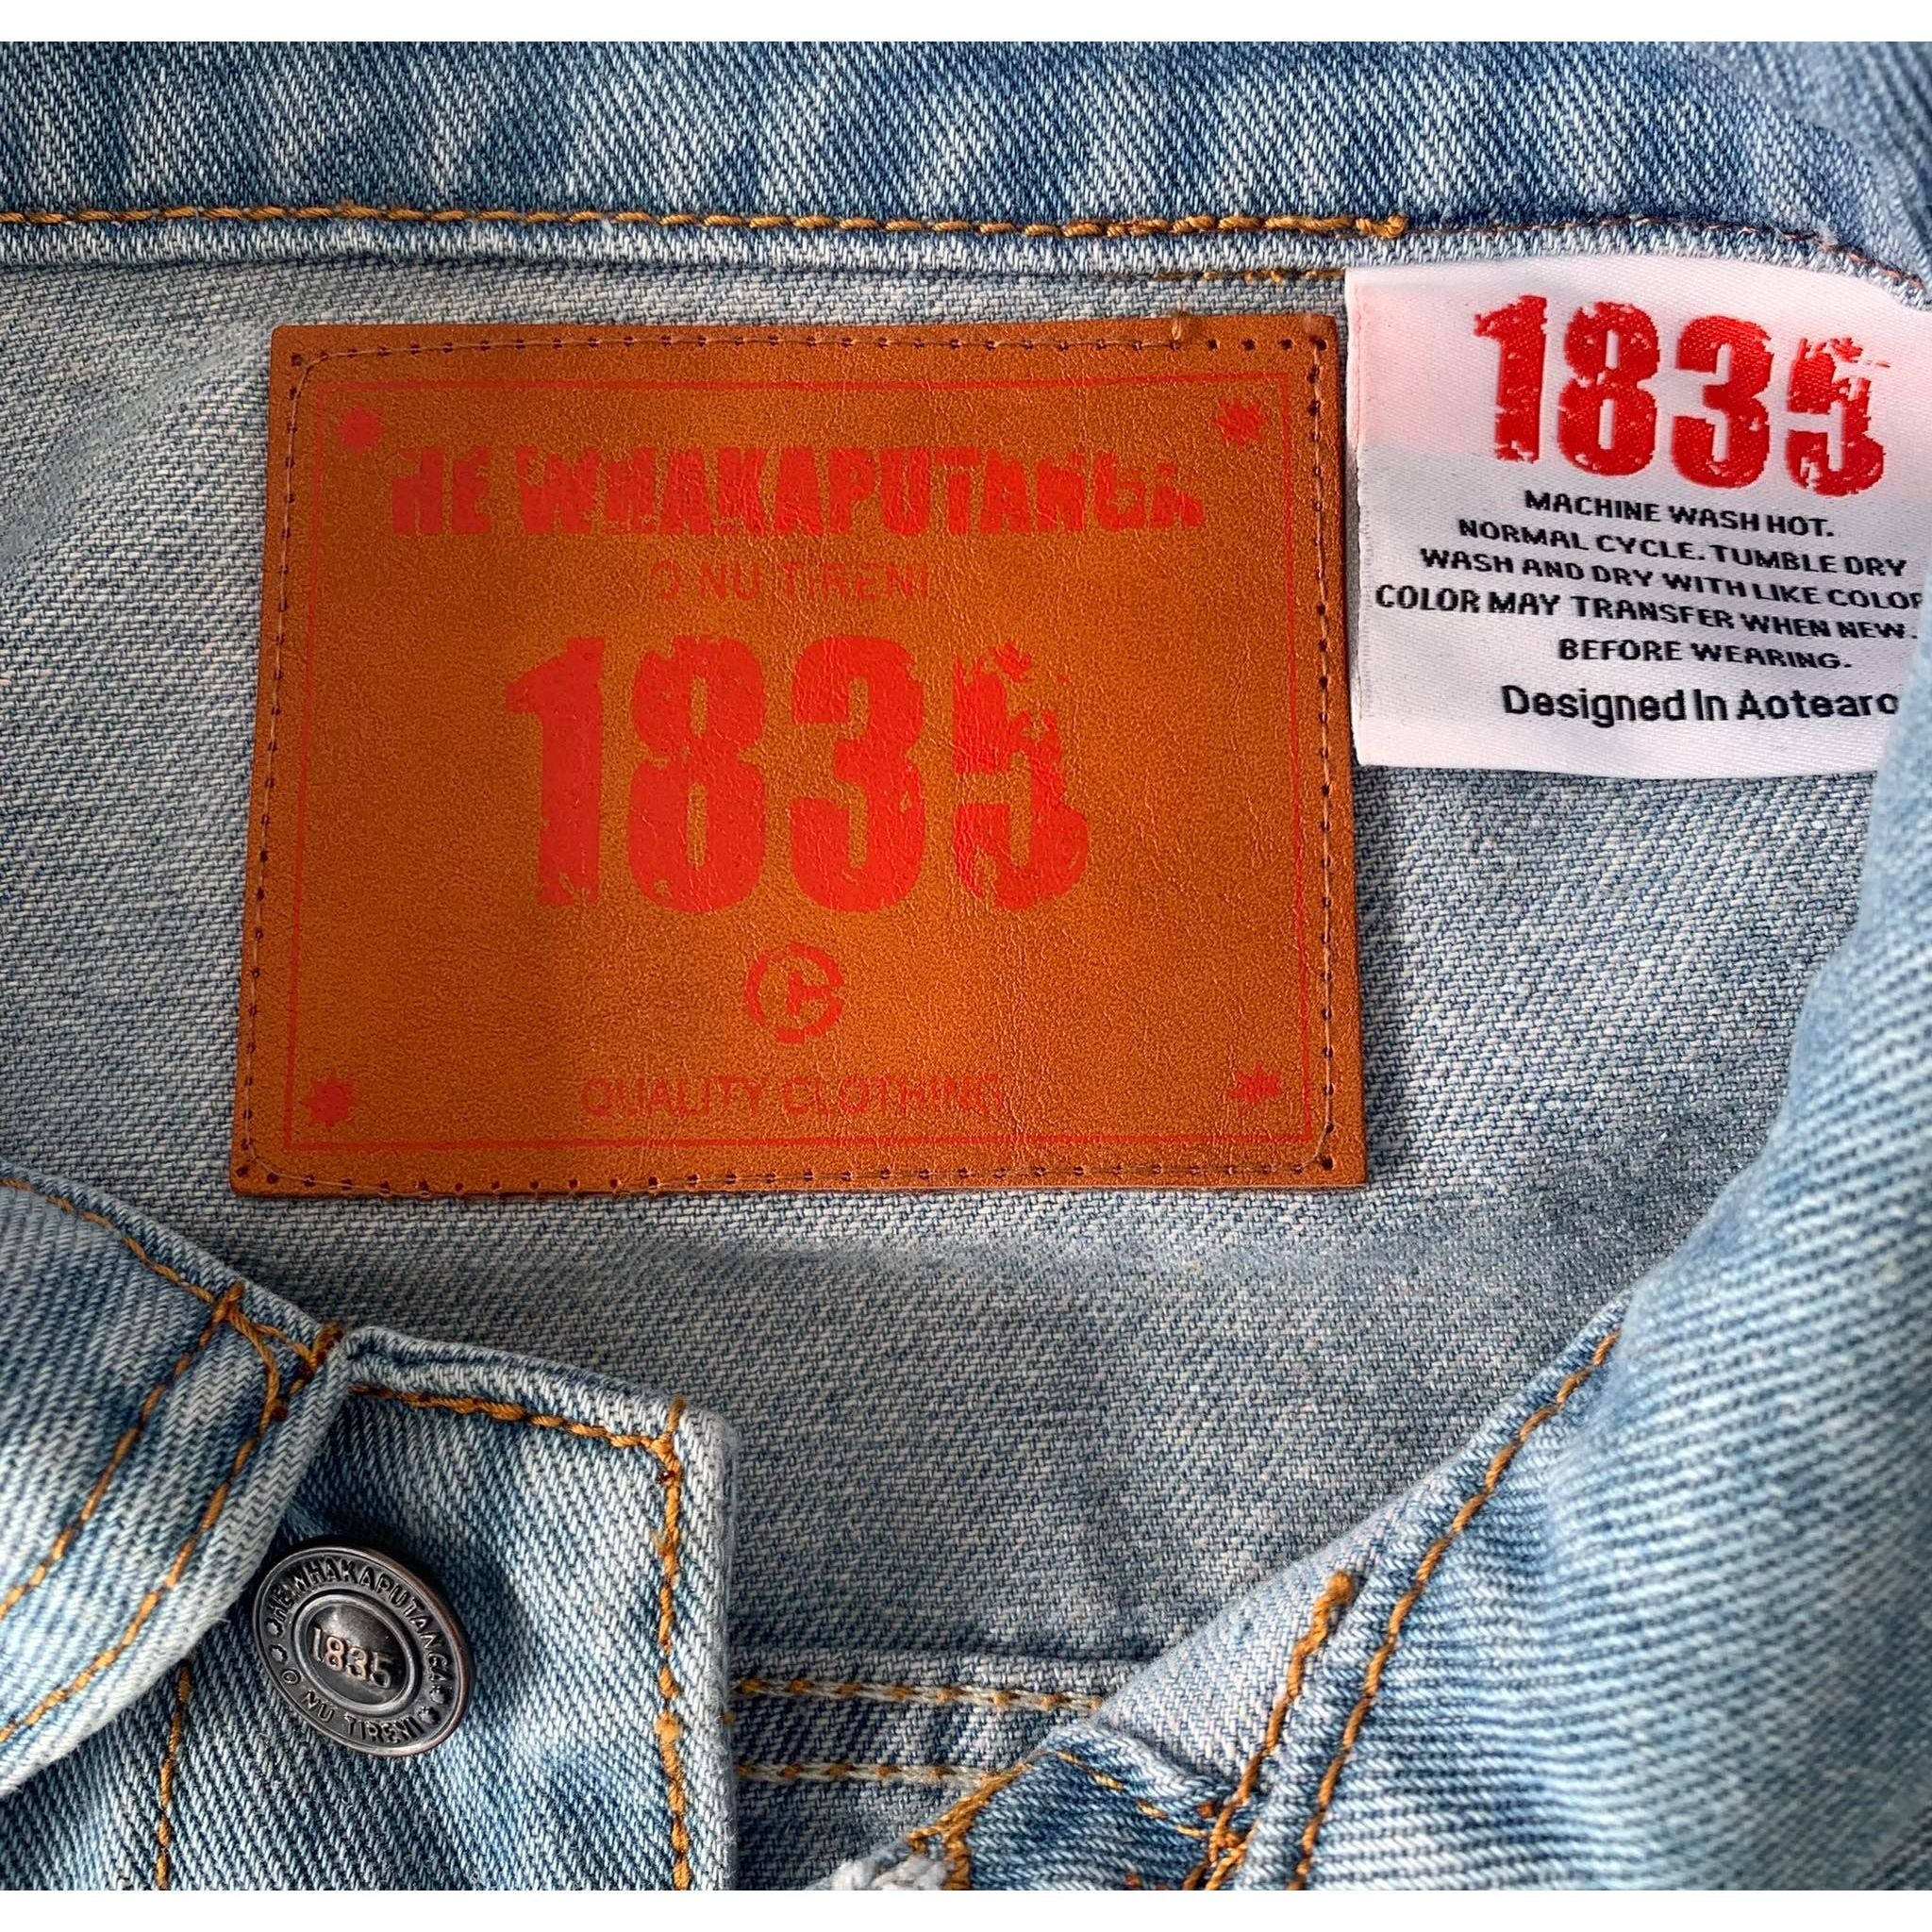 HE WHAKAPUTANGA
O NU TIRENI
1835
QUALITY CLOTHING
1835
MACHINE WASH HOT.
NORMAL CYCLE. TUMBLE DRY
WASH AND DRY WITH LIKE COLOR
COLOR MAY TRANSFER WHEN NEW.
BEFORE WEARING.
Designed In Aotearo
HE WHAKAPUTANGA
1835
O NU TIRENI